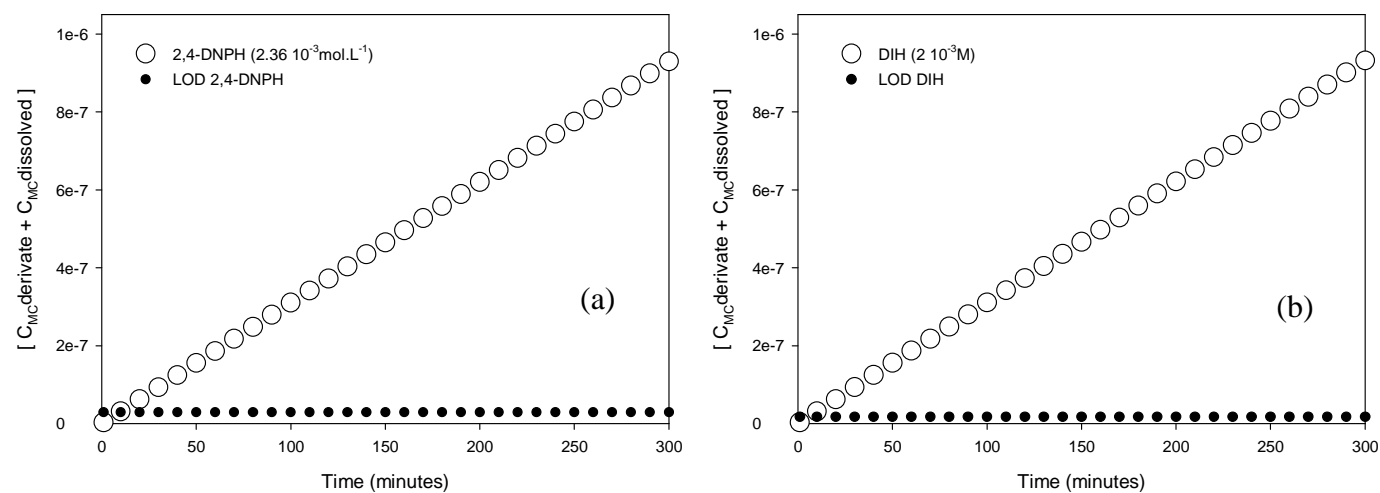 1e-6
8e-7
6e-7
4e-7
2e-7
0
[ C_MC derivate + C_MC dissolved ]
2,4-DNPH (2.36 10⁻³mol.L⁻¹)
LOD 2,4-DNPH
(a)
0 50 100 150 200 250 300
Time (minutes)
1e-6
8e-7
6e-7
4e-7
2e-7
0
[ C_MC derivate + C_MC dissolved ]
DIH (2 10⁻³M)
LOD DIH
(b)
0 50 100 150 200 250 300
Time (minutes)